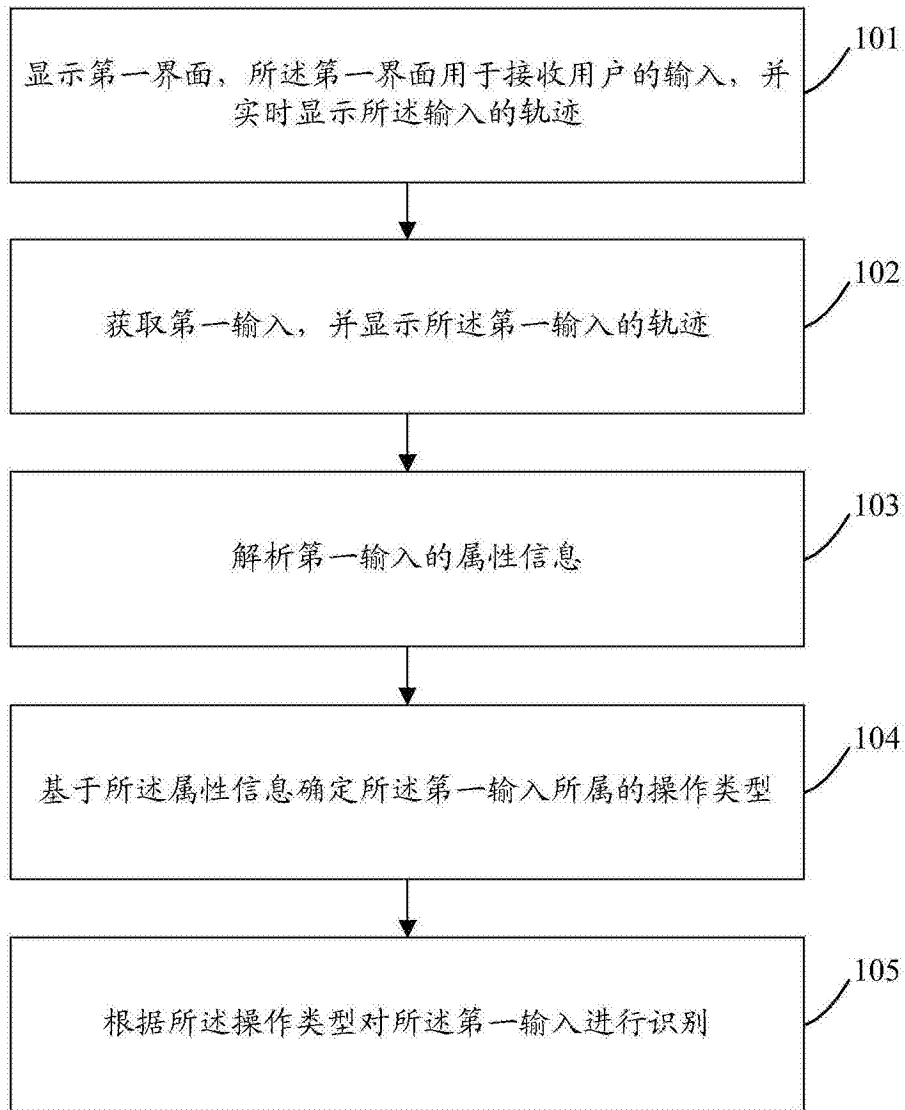 显示第一界面，所述第一界面用于接收用户的输入，并
实时显示所述输入的轨迹
101
获取第一输入，并显示所述第一输入的轨迹
102
解析第一输入的属性信息
103
基于所述属性信息确定所述第一输入所属的操作类型
104
根据所述操作类型对所述第一输入进行识别
105